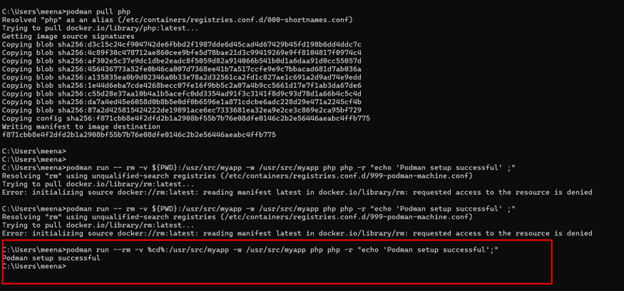 C:\Users\meena>podman pull php
Resolved "php" as an alias (/etc/containers/registries.conf.d/000-shortnames.conf)
Trying to pull docker.io/library/php:latest...
Getting image source signatures
Copying blob sha256:d3c15c24cf904742de6fbbd2f1987dde6d45cad4d67429b45fd198b6dd4ddc7c
Copying blob sha256:4c89f30c478712ae860cee9bfe5d78bae21d3c99419269e9ff8104817f0974c4
Copying blob sha256:af302e5c37e9dc1dbe2eadc8f5059d82a914066b541b0d1a6daa91d0cc55057d
Copying blob sha256:456436773a52fe0b46ca007d7368ee41b7a517ccfe9e9c7bbacad681d7ab036a
Copying blob sha256:a135835ea0b9d02346a0b33e78a2d32561ca2fd1c827ae1c691a2d9ad74e9edd
Copying blob sha256:1e44d6eba7cde4268becc07fe16f9bb5c2a07a4b9cc5661d17e7f1ab3da67de6
Copying blob sha256:c55d28e37aa10b4a1b5acefc0dd3354ad91f3c3141f8d9c93d78d1a66b4c5c4d
Copying blob sha256:da7a4ed45e6058d0b8b5e0df0b6596e1a871cdcbe6adc228d29e471a2245cf4b
Copying blob sha256:87a2d425815424222de19891ace6ec7333681ea32ea9e2ce3c869e2ca95bf729
Copying config sha256:f871cbb8e4f2dfd2b1a2908bf55b7b76e08dfe0146c2b2e56446aeabc4ffb775
Writing manifest to image destination
f871cbb8e4f2dfd2b1a2908bf55b7b76e08dfe0146c2b2e56446aeabc4ffb775
C:\Users\meena>
C:\Users\meena>
C:\Users\meena>podman run -- rm -v ${PWD}:/usr/src/myapp -w /usr/src/myapp php php -r "echo 'Podman setup successful' ;"
Resolving "rm" using unqualified-search registries (/etc/containers/registries.conf.d/999-podman-machine.conf)
Trying to pull docker.io/library/rm:latest...
Error: initializing source docker://rm:latest: reading manifest latest in docker.io/library/rm: requested access to the resource is denied
C:\Users\meena>podman run -- rm -v ${PWD}:/usr/src/myapp -w /usr/src/myapp php php -r "echo 'Podman setup successful' ;"
Resolving "rm" using unqualified-search registries (/etc/containers/registries.conf.d/999-podman-machine.conf)
Trying to pull docker.io/library/rm:latest...
Error: initializing source docker://rm:latest: reading manifest latest in docker.io/library/rm: requested access to the resource is denied
C:\Users\meena>podman run --rm -v %cd%:/usr/src/myapp -w /usr/src/myapp php php -r "echo 'Podman setup successful';"
Podman setup successful
C:\Users\meena>